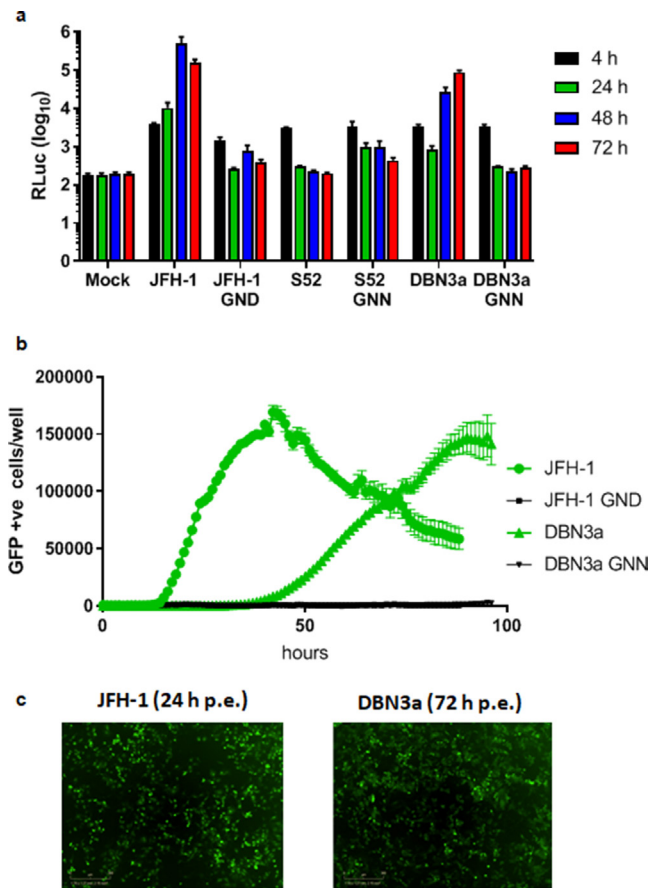 a
RLuc (log10)
6
5
4
3
2
1
0
Mock
JFH-1
JFH-1 GND
S52
S52 GNN
DBN3a
DBN3a GNN
4 h
24 h
48 h
72 h
b
GFP +ve cells/well
200000
150000
100000
50000
0
0 50 100
hours
JFH-1
JFH-1 GND
DBN3a
DBN3a GNN
c
JFH-1 (24 h p.e.)
DBN3a (72 h p.e.)